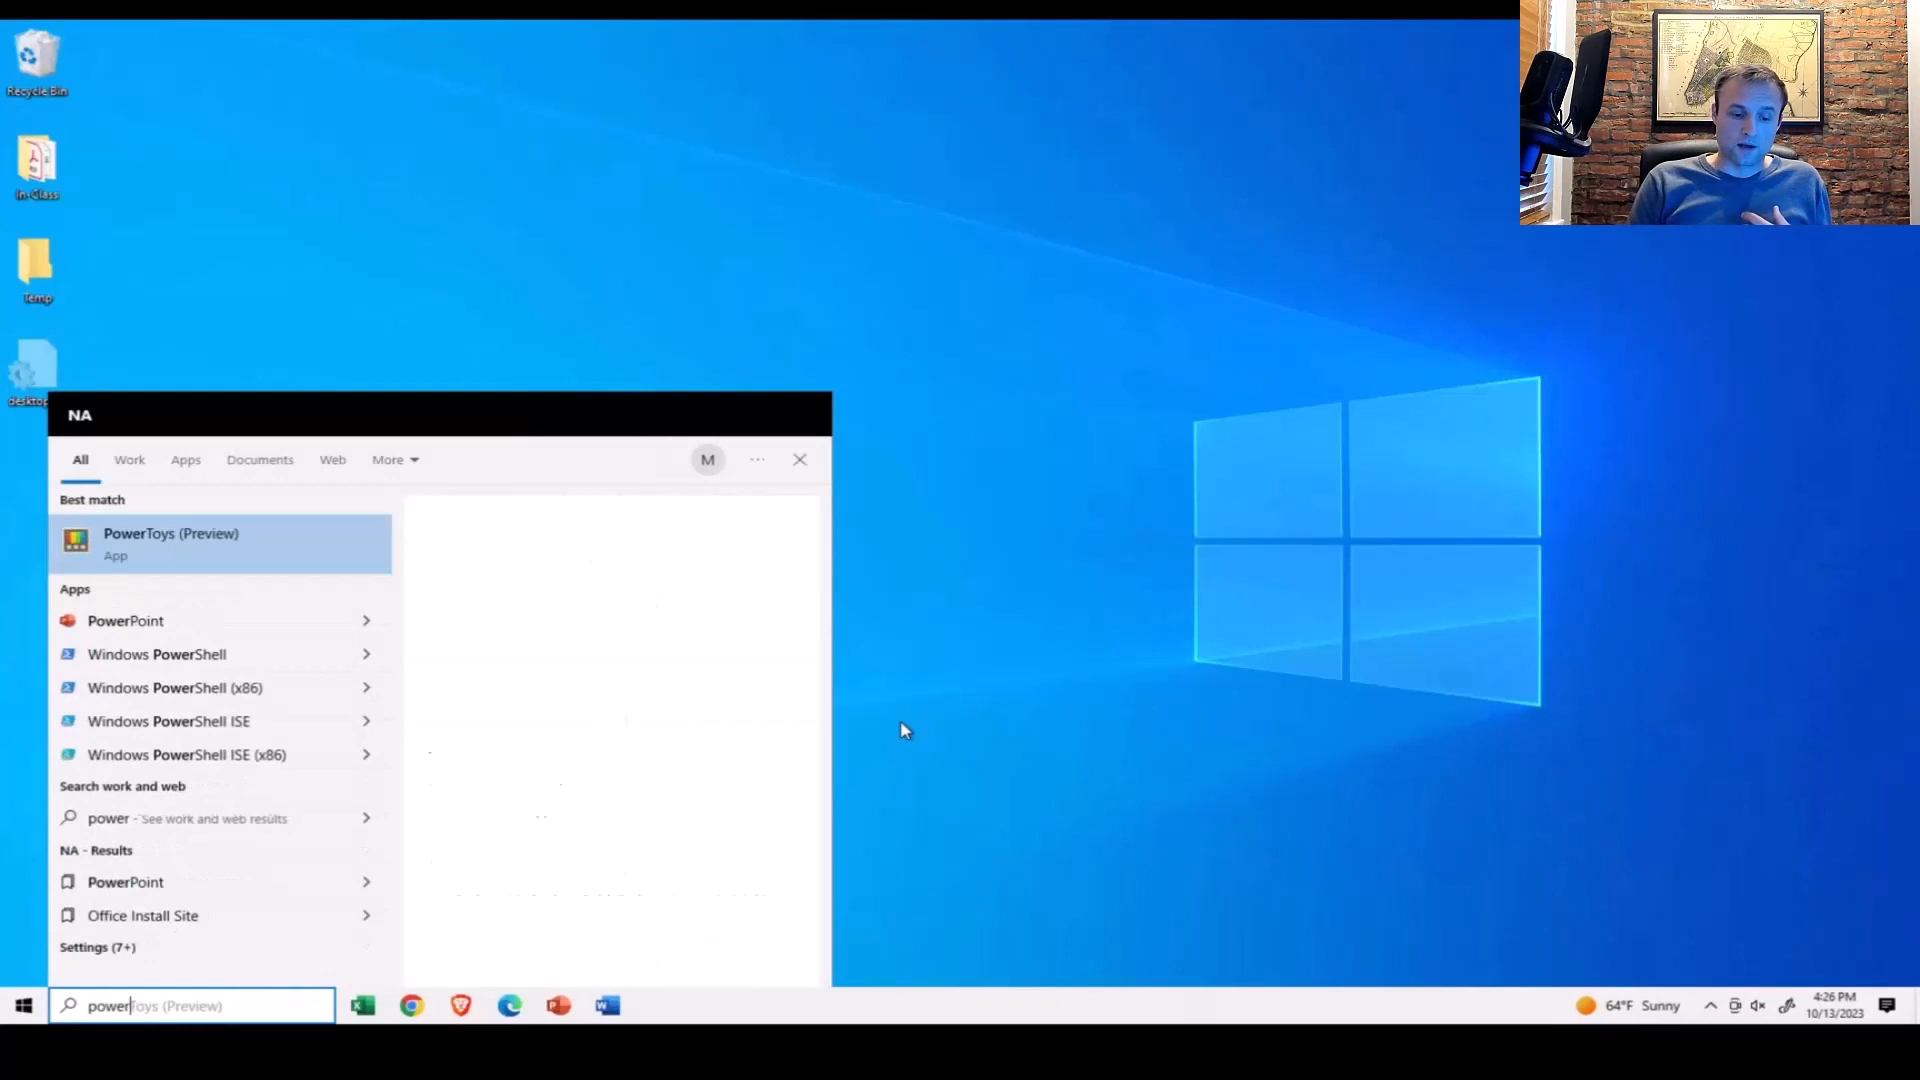 Recycle Bin
In-Class
Temp
desktop
NA
All Work Apps Documents Web More M
Best match
PowerToys (Preview)
App
Apps
PowerPoint
Windows PowerShell
Windows PowerShell (x86)
Windows PowerShell ISE
Windows PowerShell ISE (x86)
Search work and web
power - See work and web results
NA - Results
PowerPoint
Office Install Site
Settings (7+)
powerToys (Preview)
64°F Sunny
4:26 PM
10/13/2023